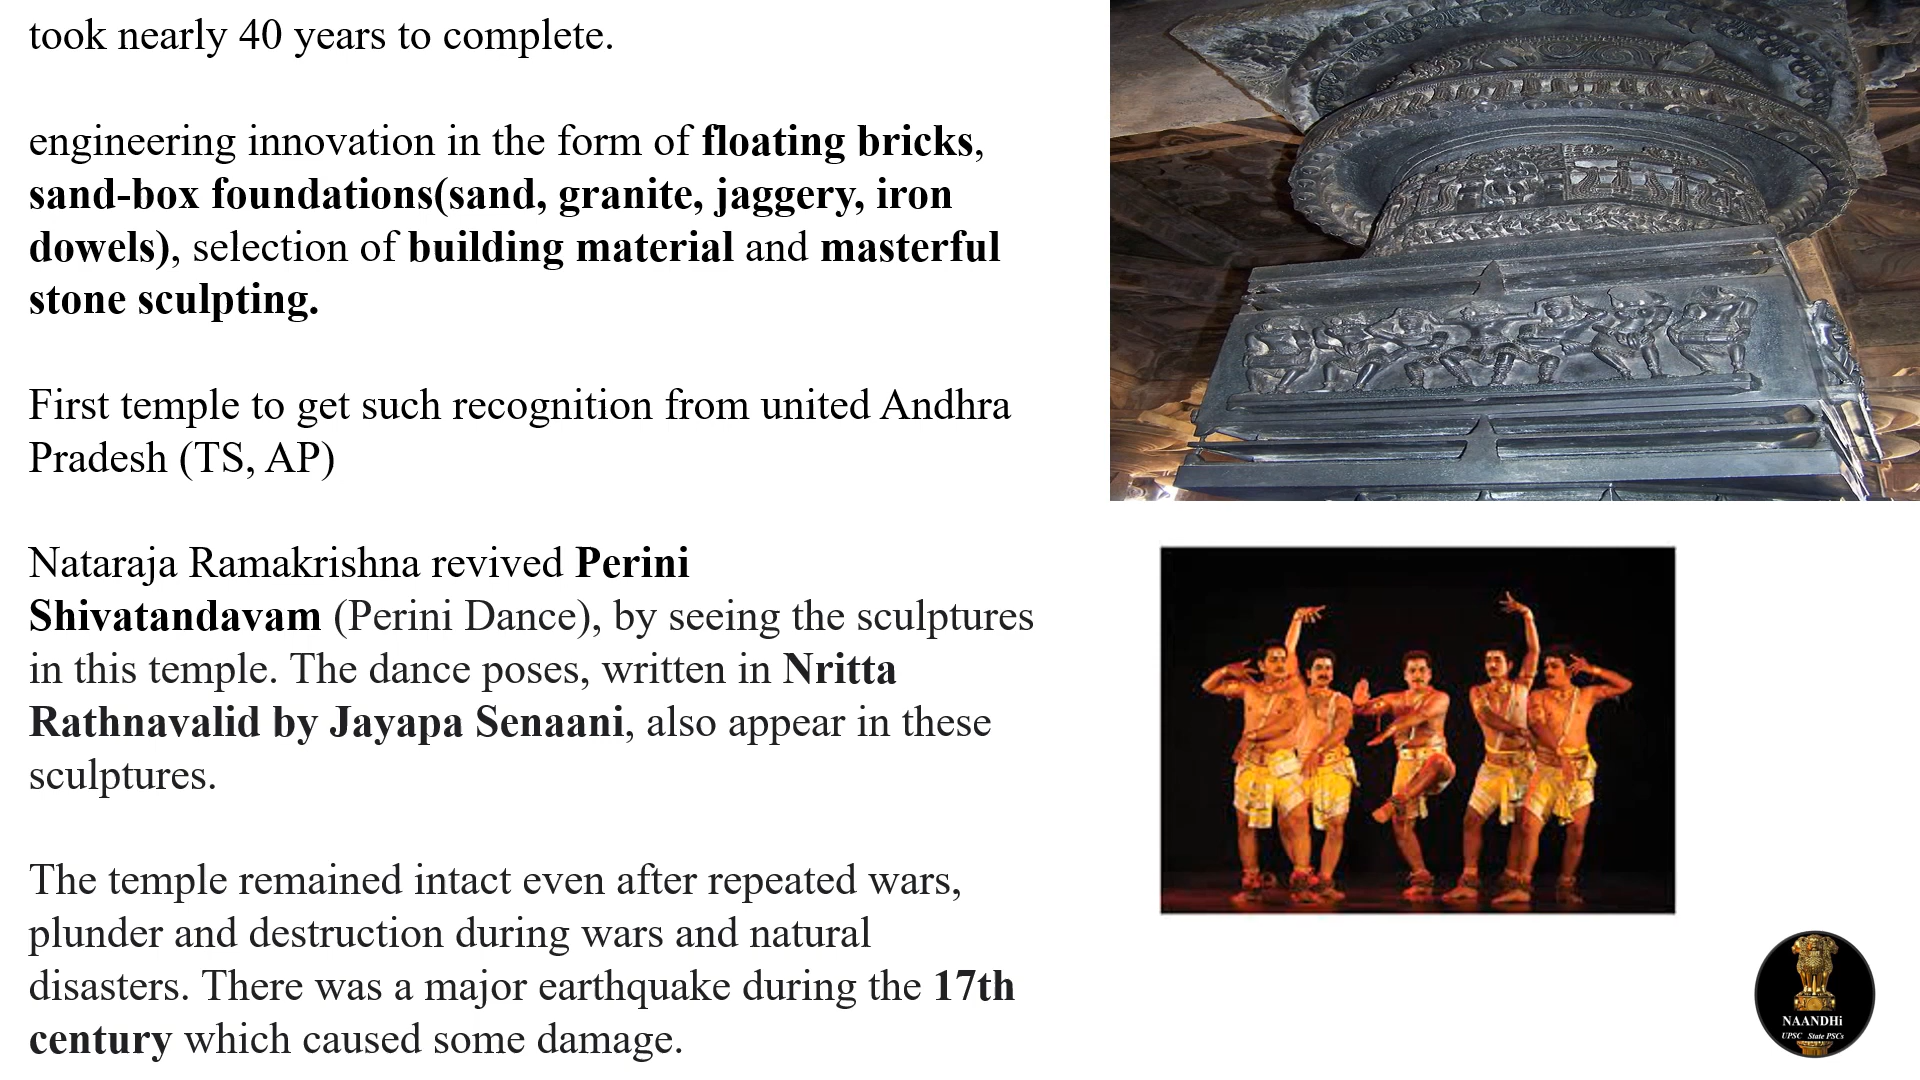 took nearly 40 years to complete.
engineering innovation in the form of floating bricks,
sand-box foundations(sand, granite, jaggery, iron
dowels), selection of building material and masterful
stone sculpting.
First temple to get such recognition from united Andhra
Pradesh (TS, AP)
Nataraja Ramakrishna revived Perini
Shivatandavam (Perini Dance), by seeing the sculptures
in this temple. The dance poses, written in Nritta
Rathnavalid by Jayapa Senaani, also appear in these
sculptures.
The temple remained intact even after repeated wars,
plunder and destruction during wars and natural
disasters. There was a major earthquake during the 17th
century which caused some damage.
NAANDHi
UPSC State PSCs